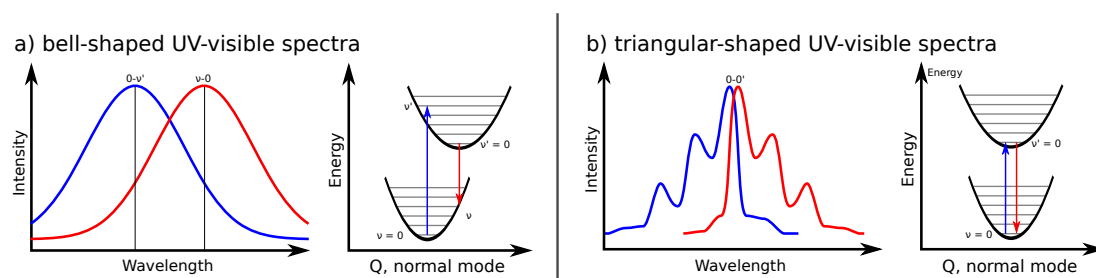 a) bell-shaped UV-visible spectra
0-ν'
ν-0
Intensity
Wavelength
Energy
ν'
ν' = 0
ν
ν = 0
Q, normal mode
b) triangular-shaped UV-visible spectra
0-0'
Intensity
Wavelength
Energy
Energy
ν' = 0
ν = 0
Q, normal mode